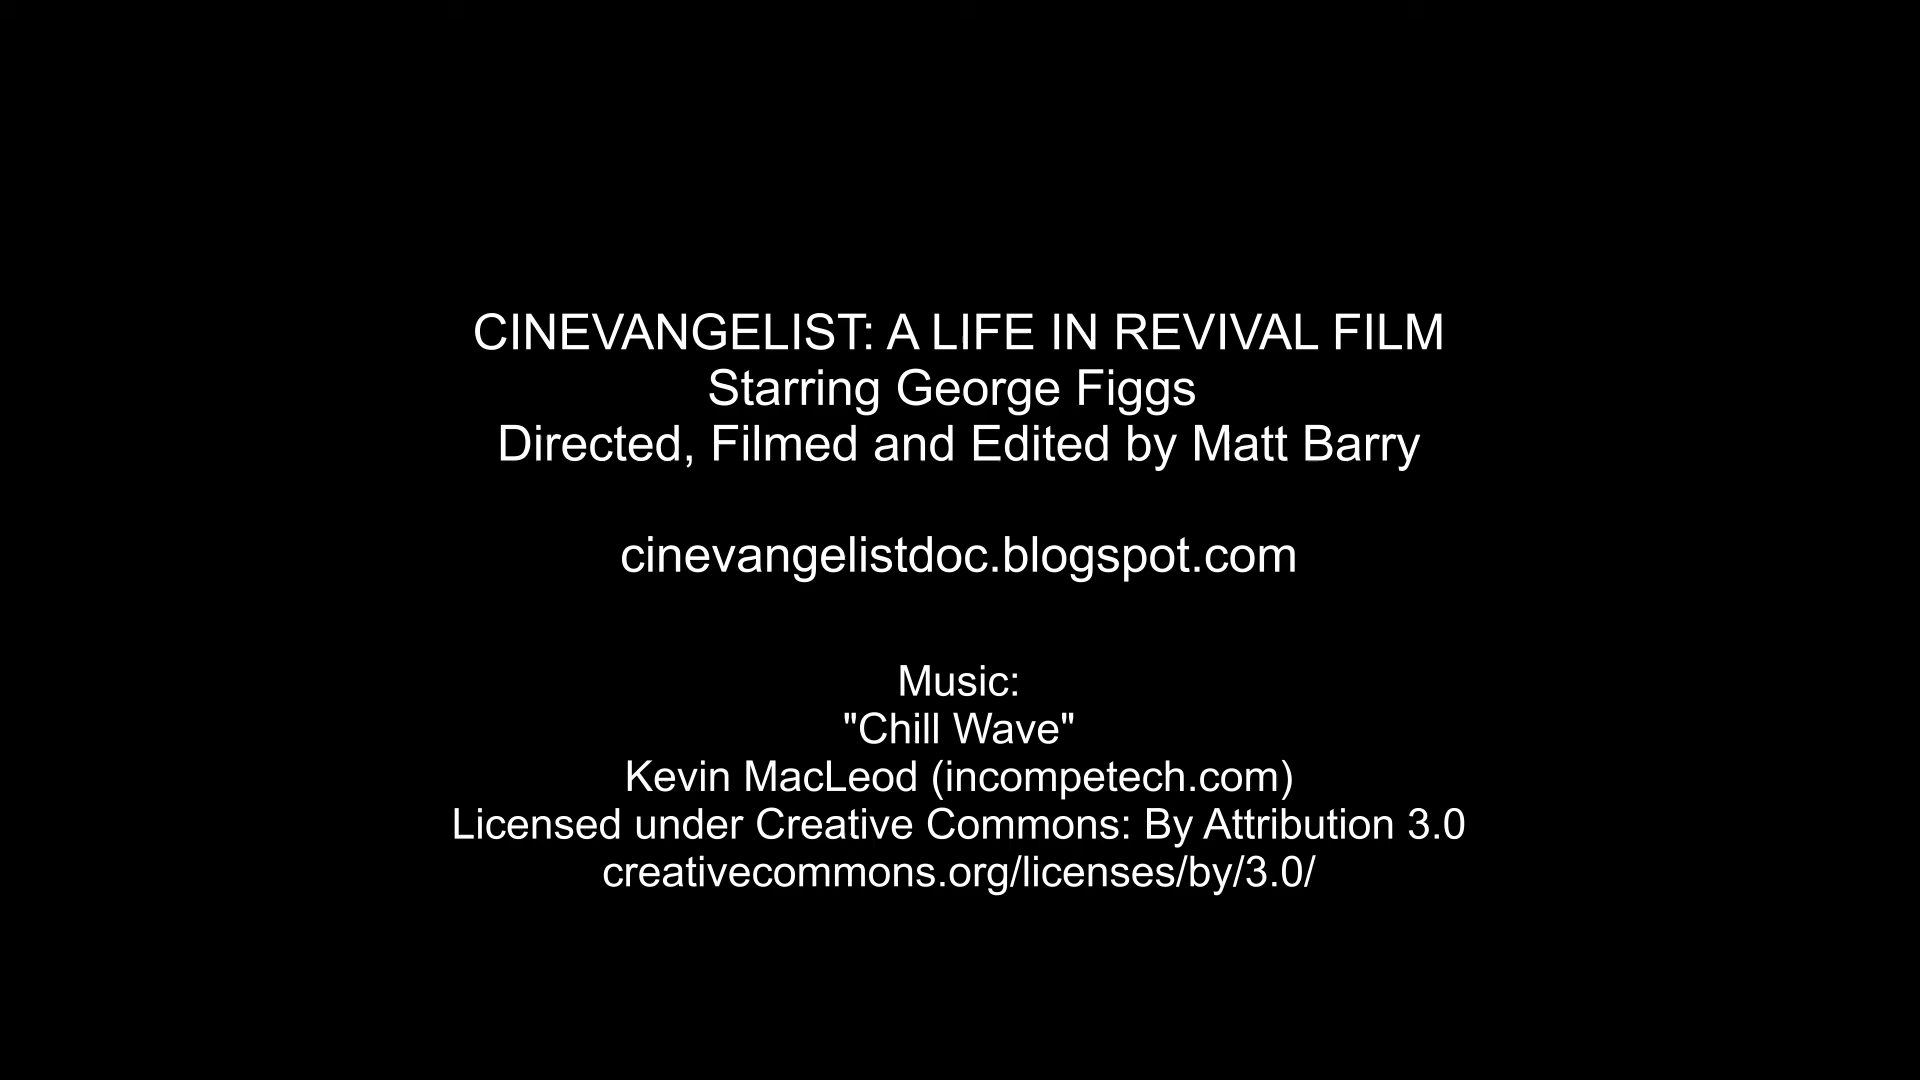 CINEVANGELIST: A LIFE IN REVIVAL FILM
Starring George Figgs
Directed, Filmed and Edited by Matt Barry
cinevangelistdoc.blogspot.com
Music:
"Chill Wave"
Kevin MacLeod (incompetech.com)
Licensed under Creative Commons: By Attribution 3.0
creativecommons.org/licenses/by/3.0/